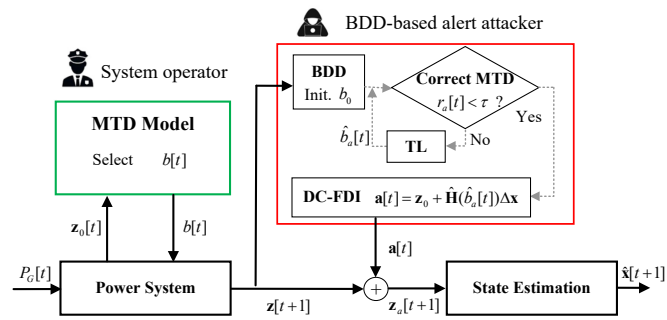 BDD-based alert attacker
System operator
MTD Model
Select b[t]
BDD
Init. b₀
Correct MTD
rₐ[t] < τ ?
Yes
No
TL
b̂ₐ[t]
DC-FDI a[t] = z₀ + Ĥ(b̂ₐ[t])Δx
z₀[t]
b[t]
a[t]
P_G[t]
Power System
z[t+1]
+
zₐ[t+1]
State Estimation
x̂[t+1]